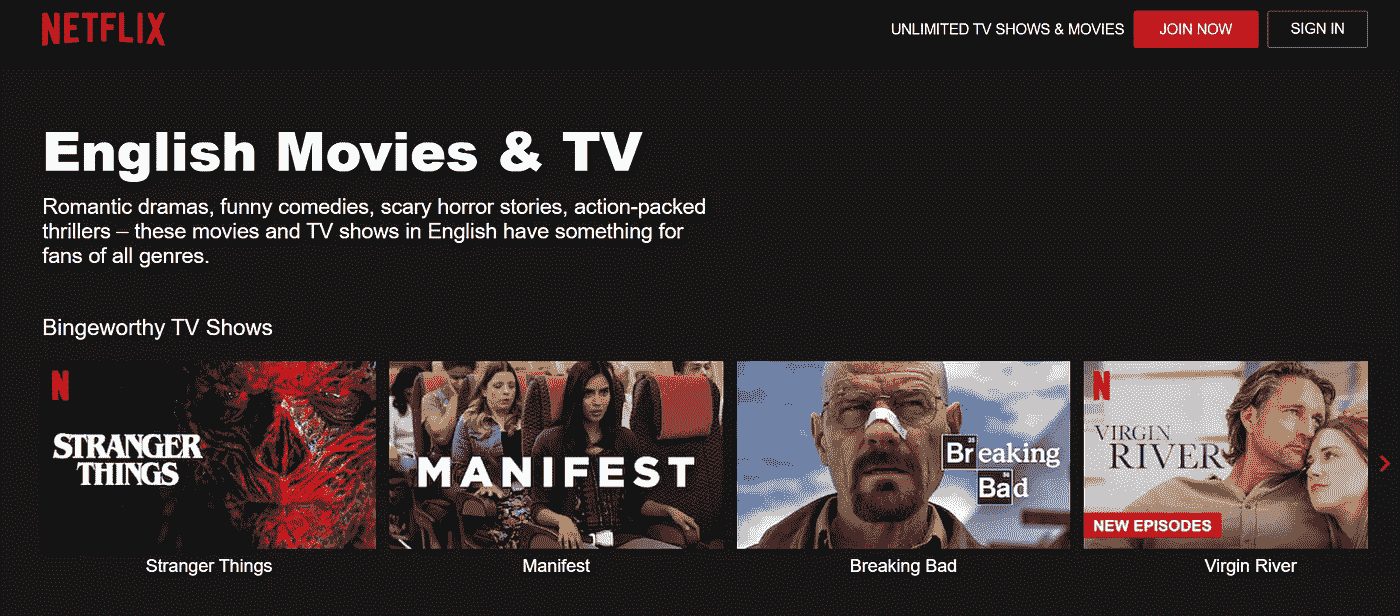 NETFLIX
UNLIMITED TV SHOWS & MOVIES
JOIN NOW
SIGN IN
English Movies & TV
Romantic dramas, funny comedies, scary horror stories, action-packed
thrillers – these movies and TV shows in English have something for
fans of all genres.
Bingeworthy TV Shows
N
STRANGER
THINGS
MANIFEST
Breaking
Bad
N
VIRGIN
RIVER
NEW EPISODES
Stranger Things
Manifest
Breaking Bad
Virgin River